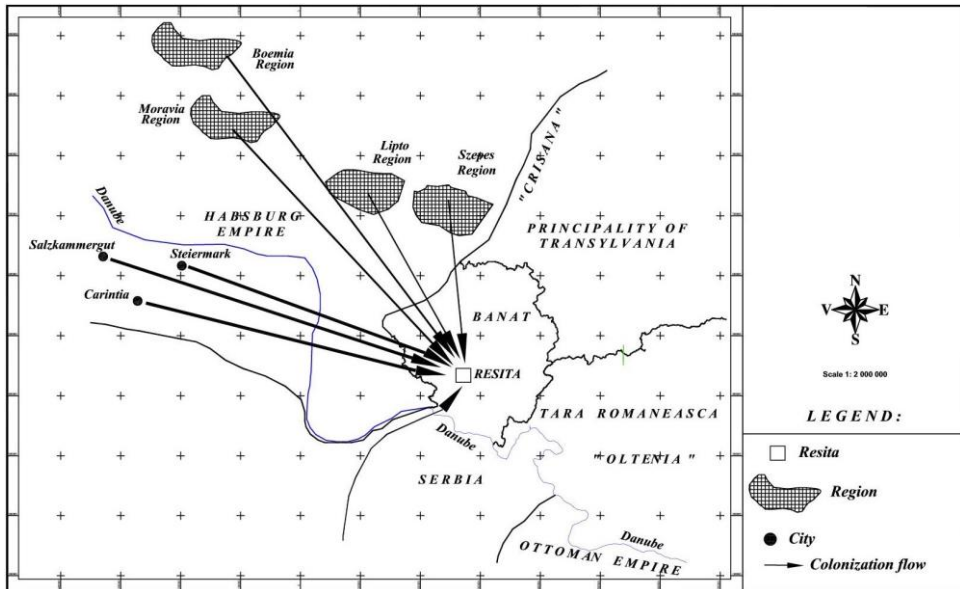 Boemia
Region
Moravia
Region
Lipto
Region
Szepes
Region
"CRISANA"
Danube
HABSBURG
EMPIRE
PRINCIPALITY OF
TRANSYLVANIA
Salzkammergut
Steiermark
Carintia
BANAT
RESITA
TARA ROMANEASCA
Danube
"OLTENIA"
SERBIA
Danube
OTTOMAN EMPIRE
N
V E
S
Scale 1: 2 000 000
LEGEND:
Resita
Region
City
Colonization flow